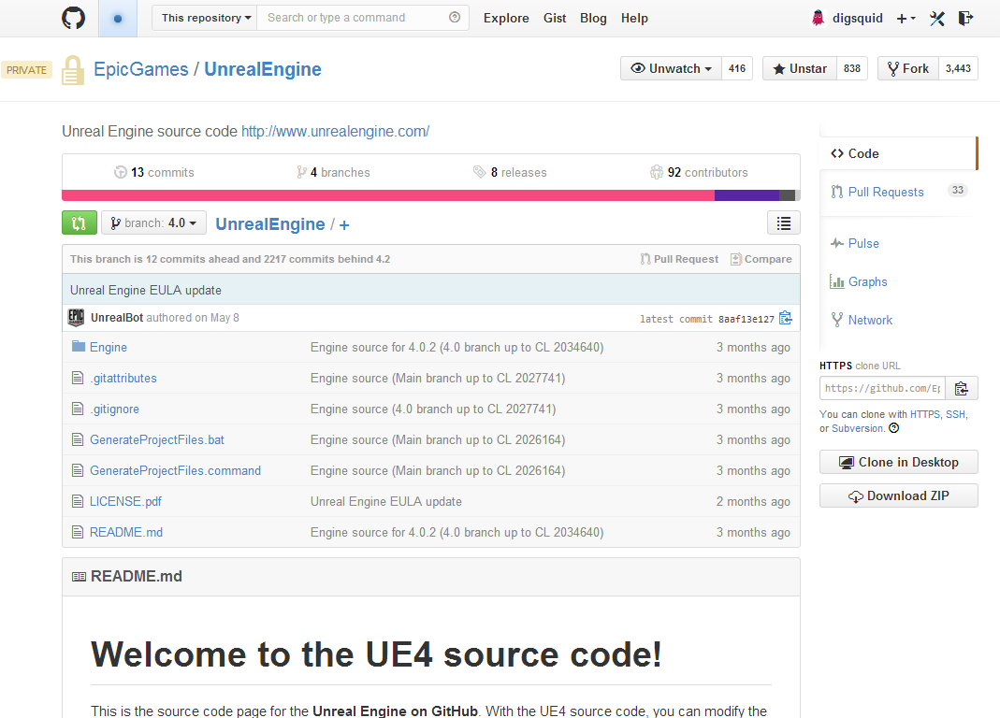 This repository Search or type a command Explore Gist Blog Help digsquid +
PRIVATE EpicGames / UnrealEngine Unwatch 416 Unstar 838 Fork 3,443
Unreal Engine source code http://www.unrealengine.com/
13 commits 4 branches 8 releases 92 contributors
branch: 4.0 UnrealEngine / +
This branch is 12 commits ahead and 2217 commits behind 4.2 Pull Request Compare
Unreal Engine EULA update
EPIC UnrealBot authored on May 8 latest commit 8aaf13e127
Engine Engine source for 4.0.2 (4.0 branch up to CL 2034640) 3 months ago
.gitattributes Engine source (Main branch up to CL 2027741) 3 months ago
.gitignore Engine source (4.0 branch up to CL 2027741) 3 months ago
GenerateProjectFiles.bat Engine source (Main branch up to CL 2026164) 3 months ago
GenerateProjectFiles.command Engine source (Main branch up to CL 2026164) 3 months ago
LICENSE.pdf Unreal Engine EULA update 2 months ago
README.md Engine source for 4.0.2 (4.0 branch up to CL 2034640) 3 months ago
README.md
Welcome to the UE4 source code!
This is the source code page for the Unreal Engine on GitHub. With the UE4 source code, you can modify the
Code
Pull Requests 33
Pulse
Graphs
Network
HTTPS clone URL
https://github.com/Ep
You can clone with HTTPS, SSH,
or Subversion.
Clone in Desktop
Download ZIP